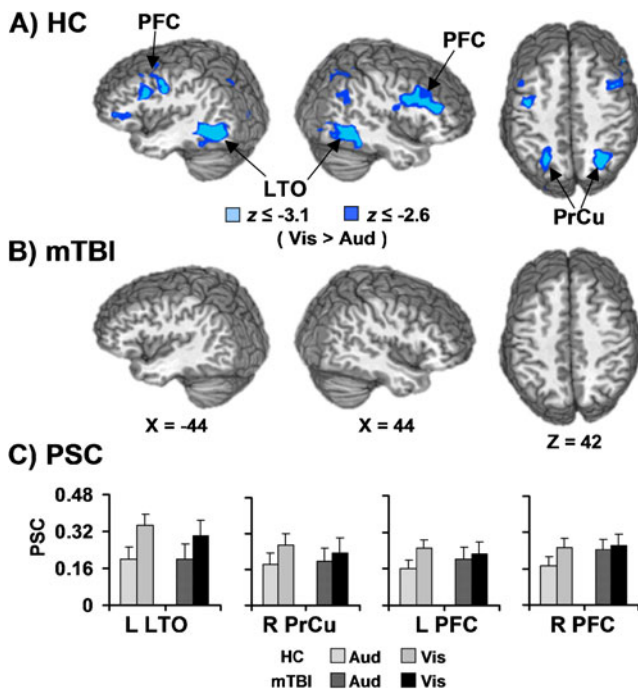 A) HC
PFC
PFC
LTO
PrCu
z ≤ -3.1 z ≤ -2.6
( Vis > Aud )
B) mTBI
X = -44 X = 44 Z = 42
C) PSC
0.48
0.32
0.16
0
PSC
L LTO R PrCu L PFC R PFC
HC Aud Vis
mTBI Aud Vis